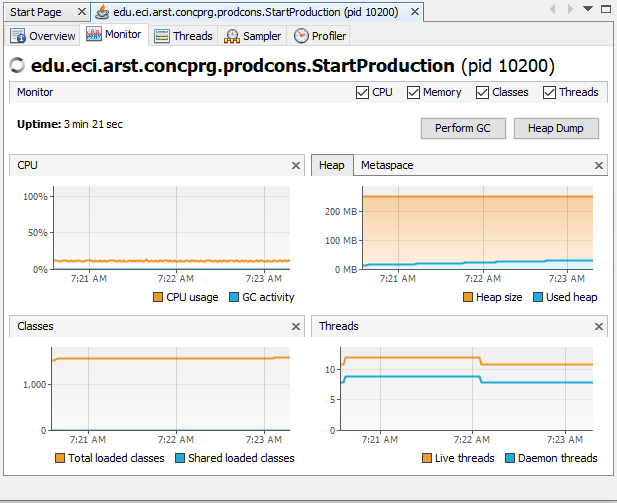 Start Page
edu.eci.arst.concprg.prodcons.StartProduction (pid 10200)
Overview Monitor Threads Sampler Profiler
edu.eci.arst.concprg.prodcons.StartProduction (pid 10200)
Monitor CPU Memory Classes Threads
Uptime: 3 min 21 sec
Perform GC Heap Dump
CPU
100%
50%
0%
7:21 AM 7:22 AM 7:23 AM
CPU usage GC activity
Heap Metaspace
200 MB
100 MB
0 MB
7:21 AM 7:22 AM 7:23 AM
Heap size Used heap
Classes
1,000
0
7:21 AM 7:22 AM 7:23 AM
Total loaded classes Shared loaded classes
Threads
10
5
0
7:21 AM 7:22 AM 7:23 AM
Live threads Daemon threads